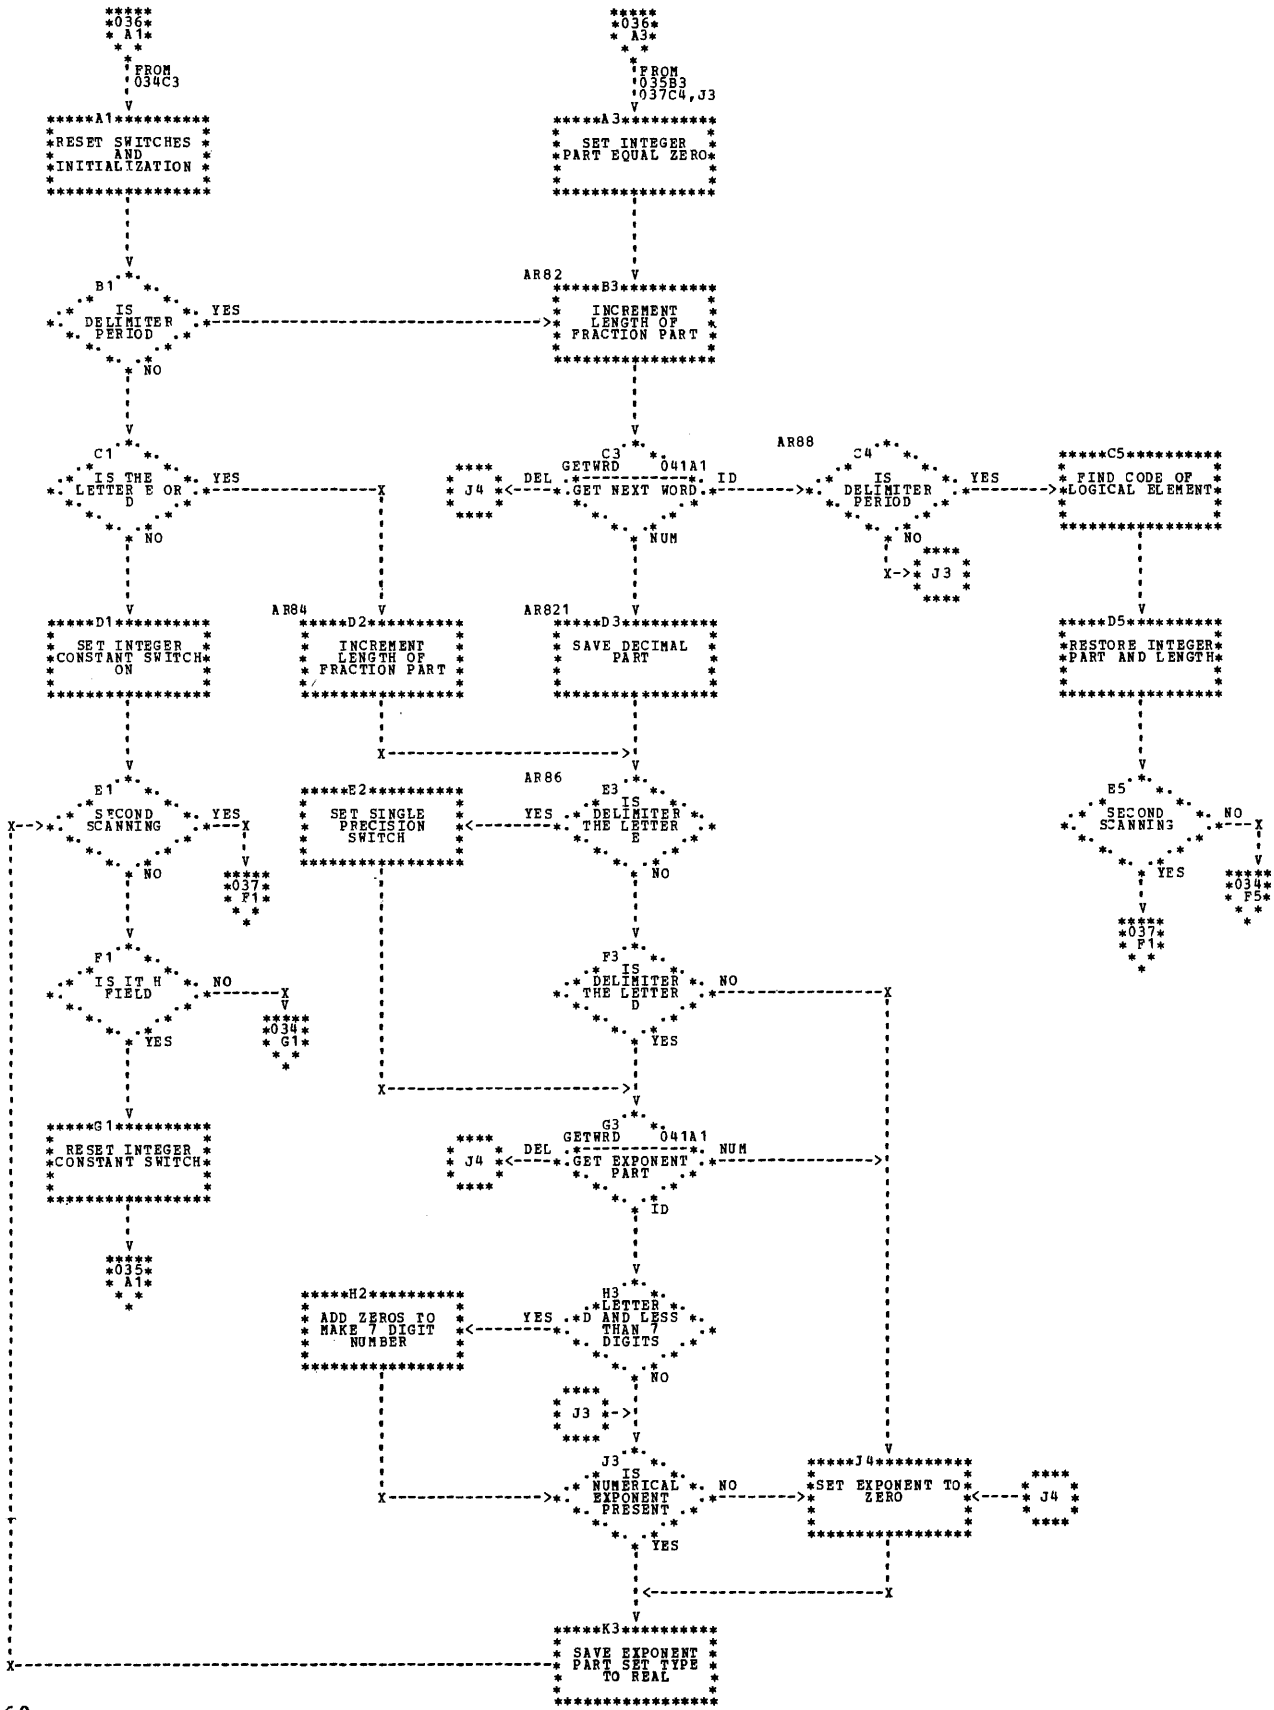 036
A1
FROM
034C3
036
A3
FROM
035B3
037C4,J3
A1
RESET SWITCHES
AND
INITIALIZATION
A3
SET INTEGER
PART EQUAL ZERO
B1
IS
DELIMITER
PERIOD
YES
NO
AR82
B3
INCREMENT
LENGTH OF
FRACTION PART
C1
IS THE
LETTER E OR
D
YES
NO
J4
DEL
C3
GETWRD 041A1
GET NEXT WORD
ID
NUM
AR88
C4
IS
DELIMITER
PERIOD
YES
NO
J3
C5
FIND CODE OF
LOGICAL ELEMENT
D1
SET INTEGER
CONSTANT SWITCH
ON
AR84
D2
INCREMENT
LENGTH OF
FRACTION PART
AR821
D3
SAVE DECIMAL
PART
D5
RESTORE INTEGER
PART AND LENGTH
E1
SECOND
SCANNING
YES
NO
037
F1
E2
SET SINGLE
PRECISION
SWITCH
AR86
E3
IS
DELIMITER
THE LETTER
E
YES
NO
E5
SECOND
SCANNING
NO
YES
034
F5
037
F1
F1
IS IT H
FIELD
NO
YES
034
G1
F3
IS
DELIMITER
THE LETTER
D
NO
YES
G1
RESET INTEGER
CONSTANT SWITCH
035
A1
J4
DEL
G3
GETWRD 041A1
GET EXPONENT
PART
NUM
ID
H2
ADD ZEROS TO
MAKE 7 DIGIT
NUMBER
H3
LETTER
D AND LESS
THAN 7
DIGITS
YES
NO
J3
J3
IS
NUMERICAL
EXPONENT
PRESENT
NO
YES
J4
SET EXPONENT TO
ZERO
J4
K3
SAVE EXPONENT
PART SET TYPE
TO REAL